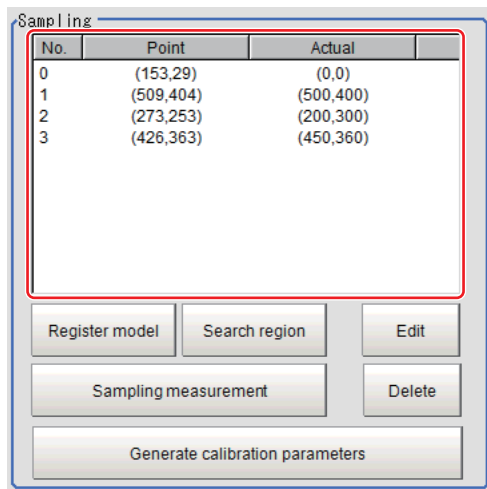 Sampling
No. Point Actual
0 (153,29) (0,0)
1 (509,404) (500,400)
2 (273,253) (200,300)
3 (426,363) (450,360)
Register model Search region Edit
Sampling measurement Delete
Generate calibration parameters